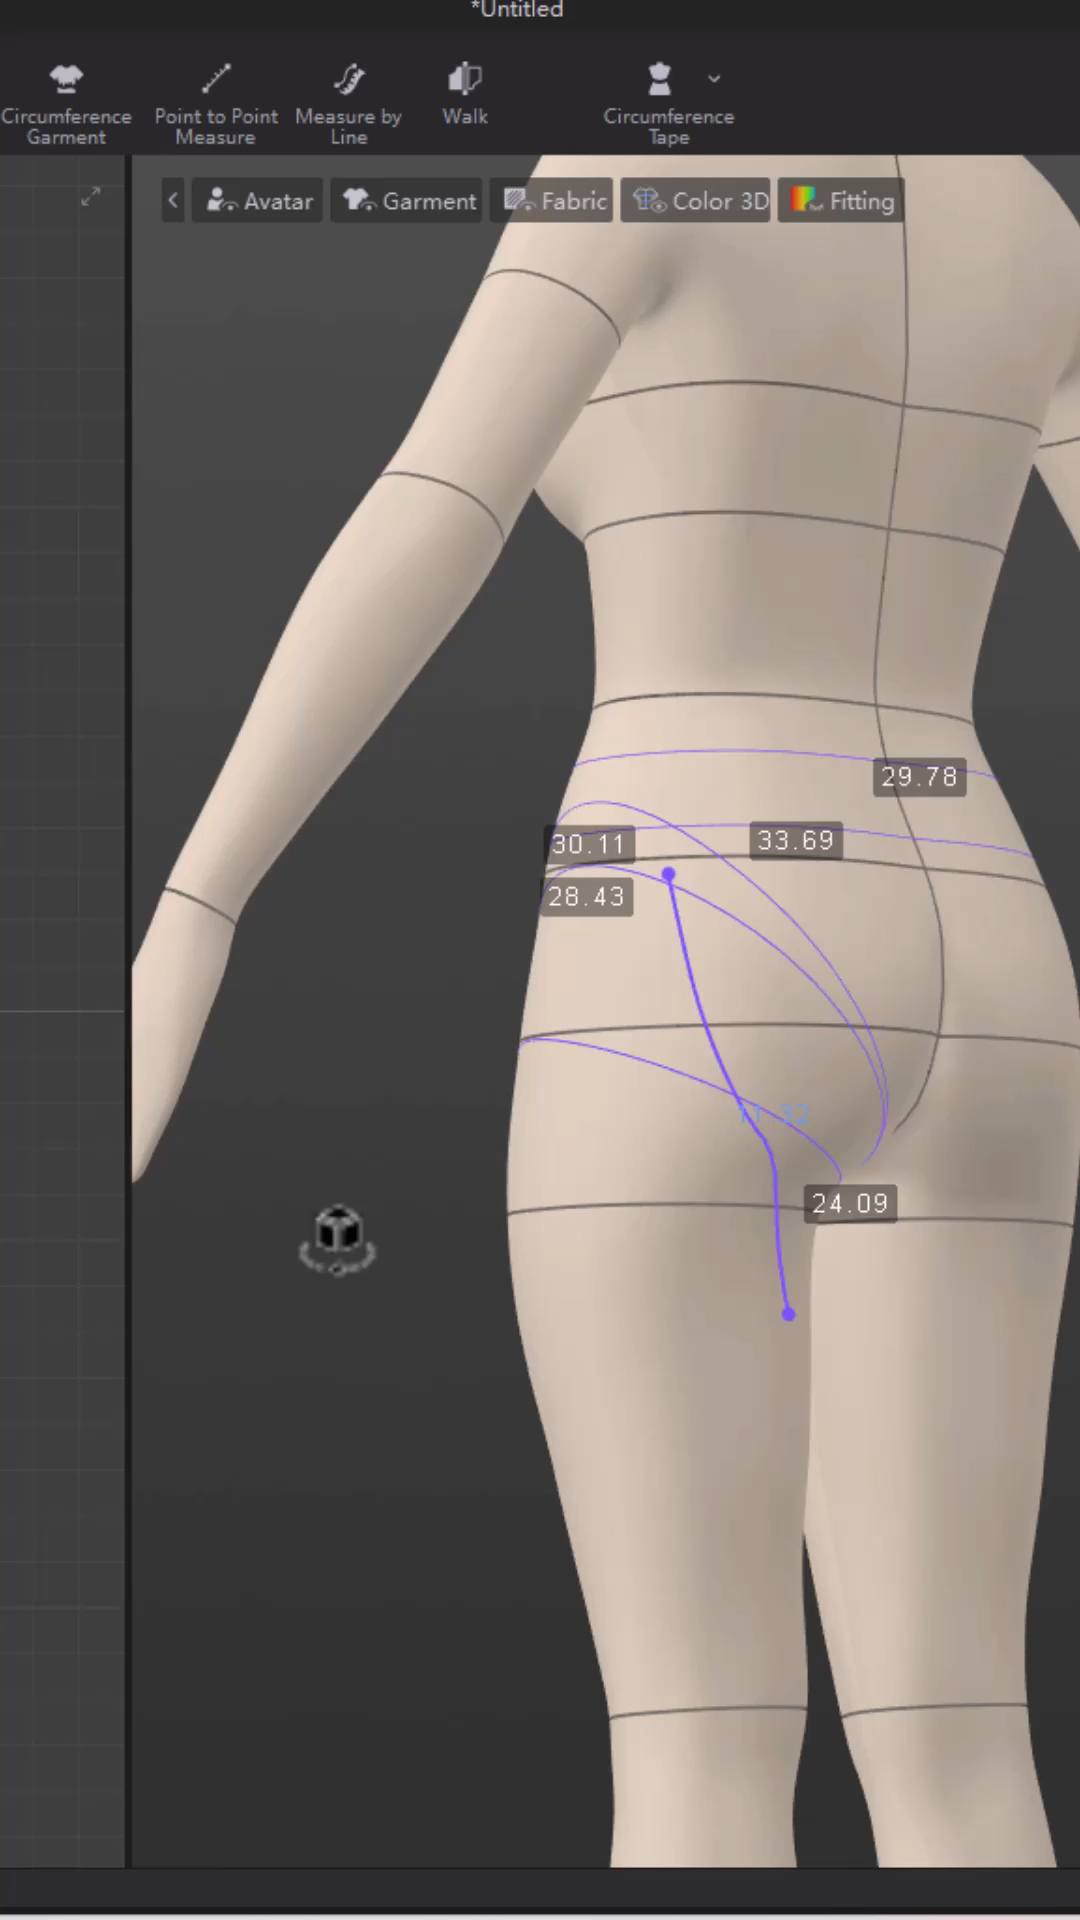 *Untitled
Circumference
Garment
Point to Point
Measure
Measure by
Line
Walk
Circumference
Tape
Avatar
Garment
Fabric
Color 3D
Fitting
29.78
30.11
33.69
28.43
24.09